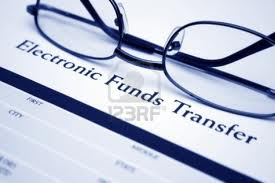 Electronic Funds Transfer
123RF
FIRST
MIDDLE
CITY
STATE